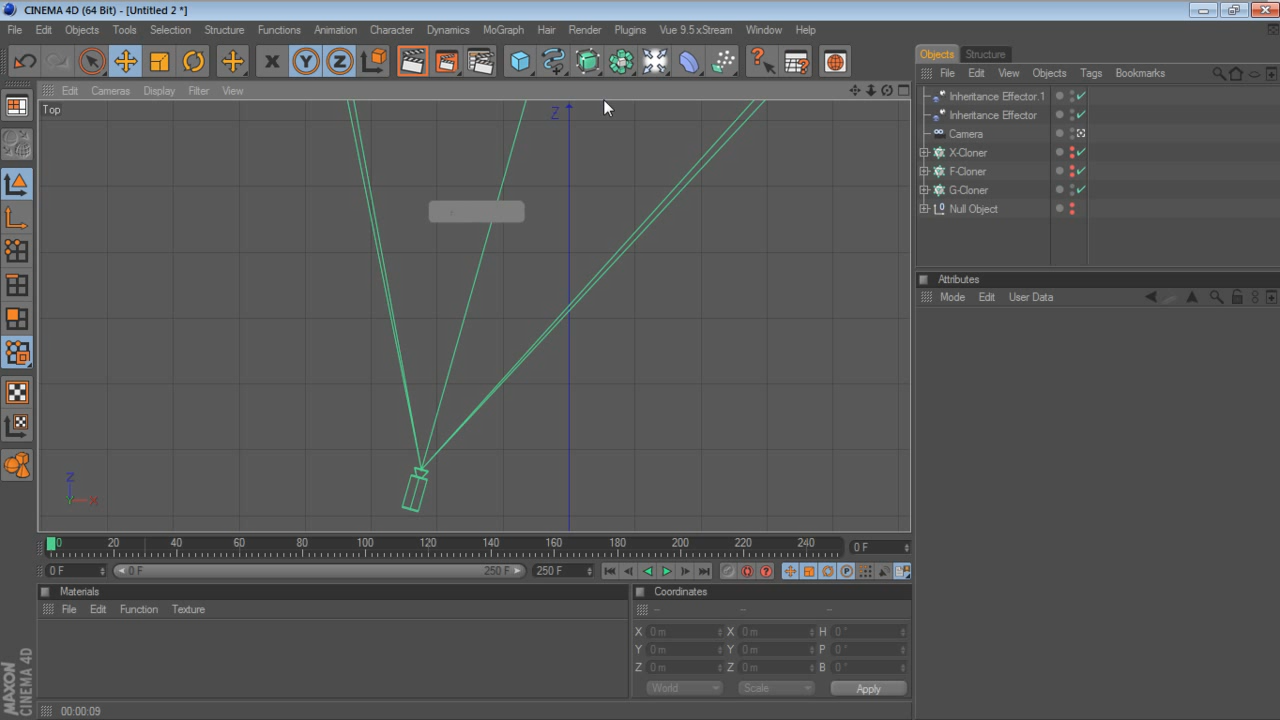 CINEMA 4D (64 Bit) - [Untitled 2 *]
File Edit Objects Tools Selection Structure Functions Animation Character Dynamics MoGraph Hair Render Plugins Vue 9.5 xStream Window Help
Objects Structure
File Edit View Objects Tags Bookmarks
Edit Cameras Display Filter View
Top
Z
Inheritance Effector.1
Inheritance Effector
Camera
X-Cloner
F-Cloner
G-Cloner
Null Object
Attributes
Mode Edit User Data
Z
Y X
0 20 40 60 80 100 120 140 160 180 200 220 240 0 F
0 F 0 F 250 F 250 F
Materials
File Edit Function Texture
Coordinates
-- -- --
X 0 m X 0 m H 0 °
Y 0 m Y 0 m P 0 °
Z 0 m Z 0 m B 0 °
World Scale Apply
MAXON
CINEMA 4D
00:00:09